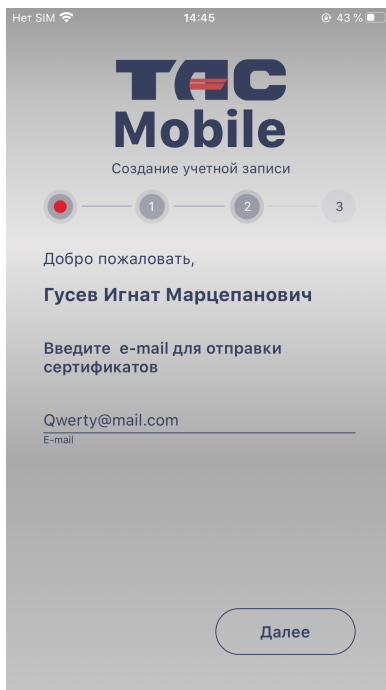 Нет SIM 14:45 43 %
ТАС
Mobile
Создание учетной записи
1 2 3
Добро пожаловать,
Гусев Игнат Марцепанович
Введите e-mail для отправки
сертификатов
Qwerty@mail.com
E-mail
Далее